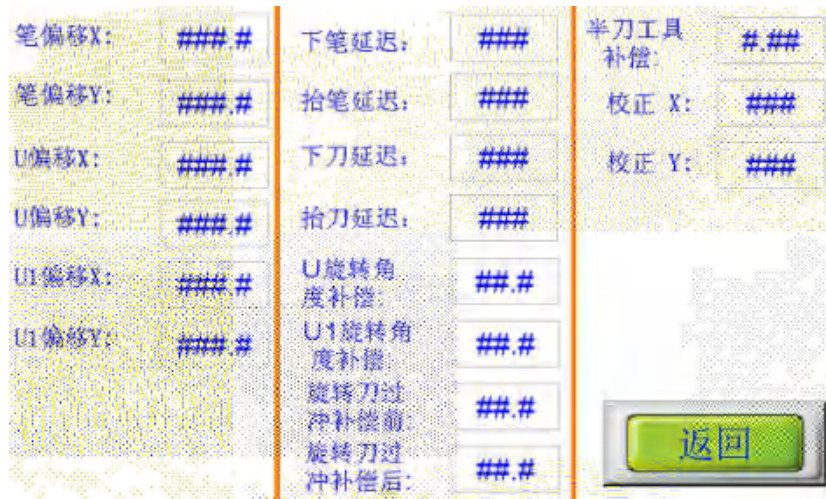 笔偏移X: ###.#
笔偏移Y: ###.#
U偏移X: ###.#
U偏移Y: ###.#
U1偏移X: ###.#
U1偏移Y: ###.#
下笔延迟: ###
抬笔延迟: ###
下刀延迟: ###
抬刀延迟: ###
U旋转角
度补偿: ##.#
U1旋转角
度补偿: ##.#
旋转刀过
冲补偿前: ##.#
旋转刀过
冲补偿后: ##.#
半刀工具
补偿: #.##
校正 X: ###
校正 Y: ###
返回